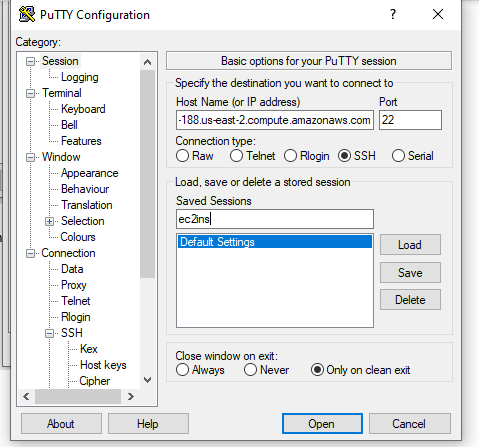 PuTTY Configuration
? ×
Category:
Session
Logging
Terminal
Keyboard
Bell
Features
Window
Appearance
Behaviour
Translation
Selection
Colours
Connection
Data
Proxy
Telnet
Rlogin
SSH
Kex
Host keys
Cipher
Basic options for your PuTTY session
Specify the destination you want to connect to
Host Name (or IP address) Port
-188.us-east-2.compute.amazonaws.com 22
Connection type:
Raw Telnet Rlogin SSH Serial
Load, save or delete a stored session
Saved Sessions
ec2ins
Default Settings
Load
Save
Delete
Close window on exit:
Always Never Only on clean exit
About Help Open Cancel